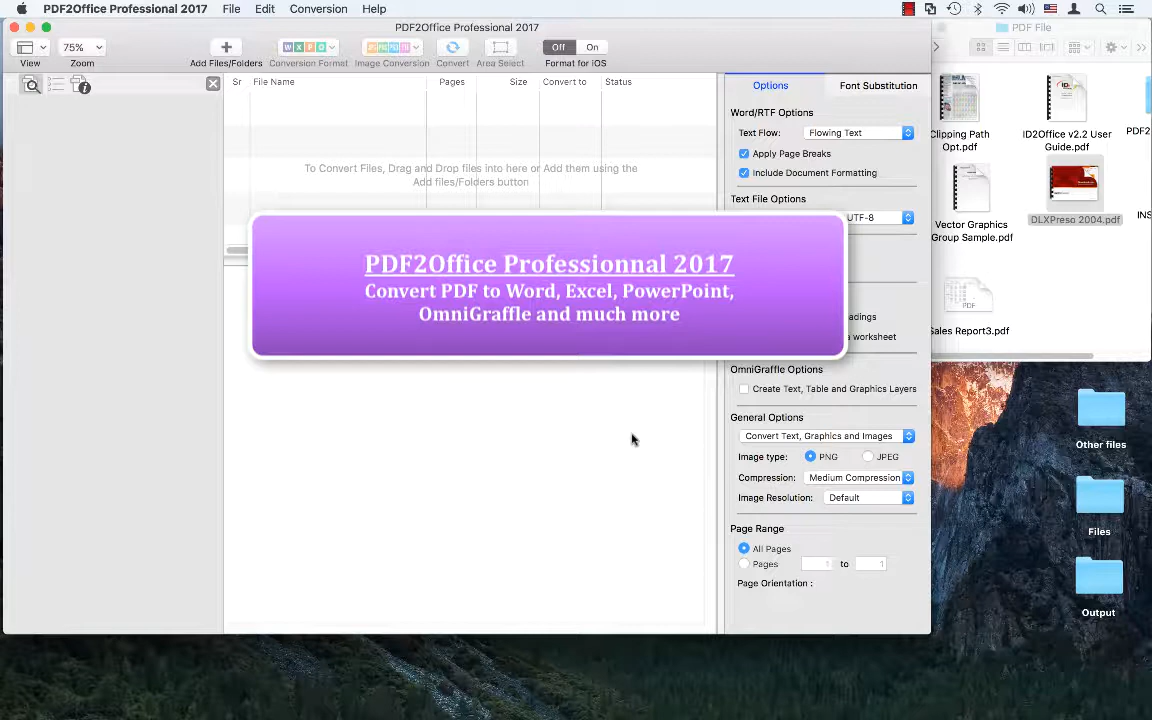 PDF2Office Professional 2017 File Edit Conversion Help
PDF2Office Professional 2017
PDF File
75%
View
Zoom
Add Files/Folders
W X P O
Conversion Format
Image Conversion
Convert
Area Select
Off On
Format for iOS
Sr File Name Pages Size Convert to Status
To Convert Files, Drag and Drop files into here or Add them using the
Add files/Folders button
Options Font Substitution
Word/RTF Options
Text Flow: Flowing Text
Apply Page Breaks
Include Document Formatting
Text File Options
UTF-8
PDF2Office Professionnal 2017
Convert PDF to Word, Excel, PowerPoint,
OmniGraffle and much more
adings
a worksheet
OmniGraffle Options
Create Text, Table and Graphics Layers
General Options
Convert Text, Graphics and Images
Image type: PNG JPEG
Compression: Medium Compression
Image Resolution: Default
Page Range
All Pages
Pages 1 to 1
Page Orientation :
Clipping Path
Opt.pdf
ID2Office v2.2 User
Guide.pdf
PDF2
Vector Graphics
Group Sample.pdf
DLXPreso 2004.pdf
INS
PDF
Sales Report3.pdf
Other files
Files
Output